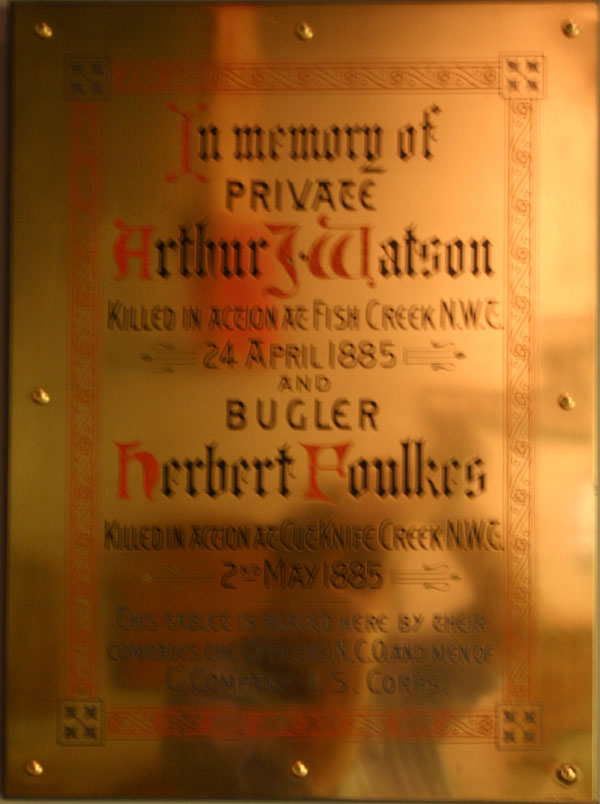 In memory of
PRIVATE
Arthur J. Watson
KILLED IN ACTION AT FISH CREEK N.W.T.
24 APRIL 1885
AND
BUGLER
Herbert Foulkes
KILLED IN ACTION AT CUT KNIFE CREEK N.W.T.
2ND MAY 1885
THIS TABLET IS PLACED HERE BY THEIR
COMRADES THE OFFICERS, N.C.O. AND MEN OF
C COMPANY I. S. CORPS.